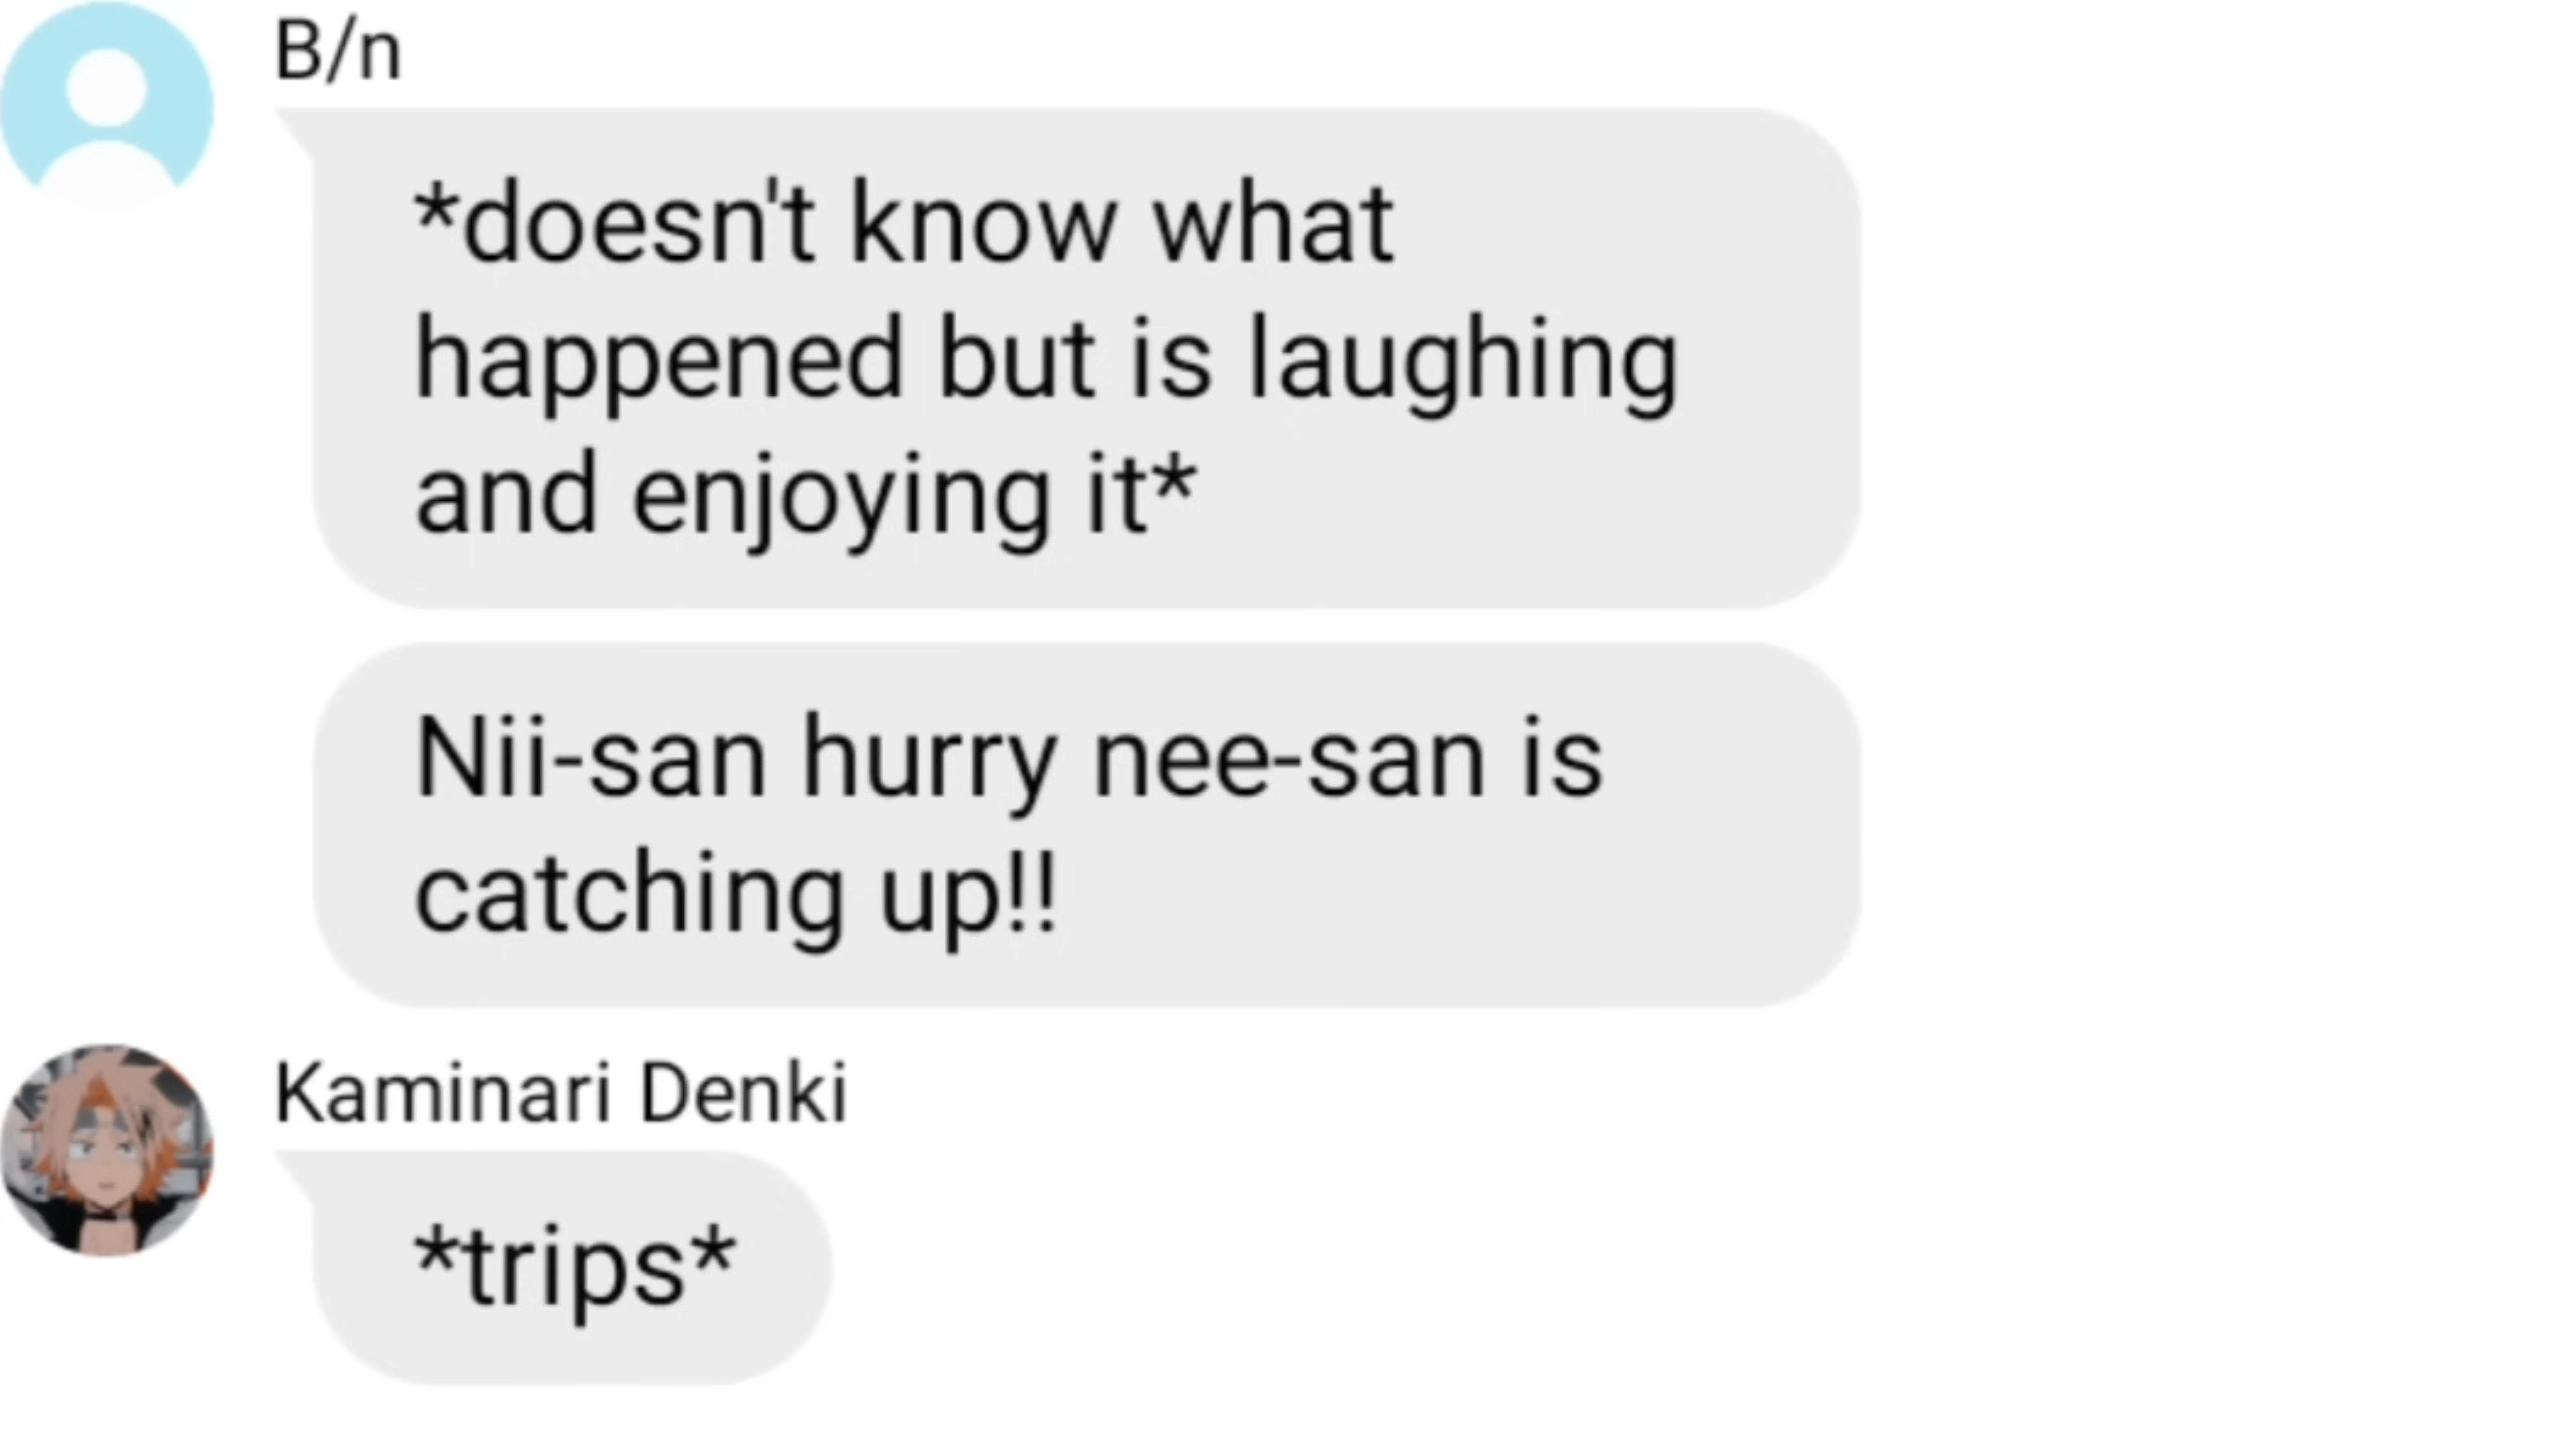 B/n
*doesn't know what
happened but is laughing
and enjoying it*
Nii-san hurry nee-san is
catching up!!
Kaminari Denki
*trips*